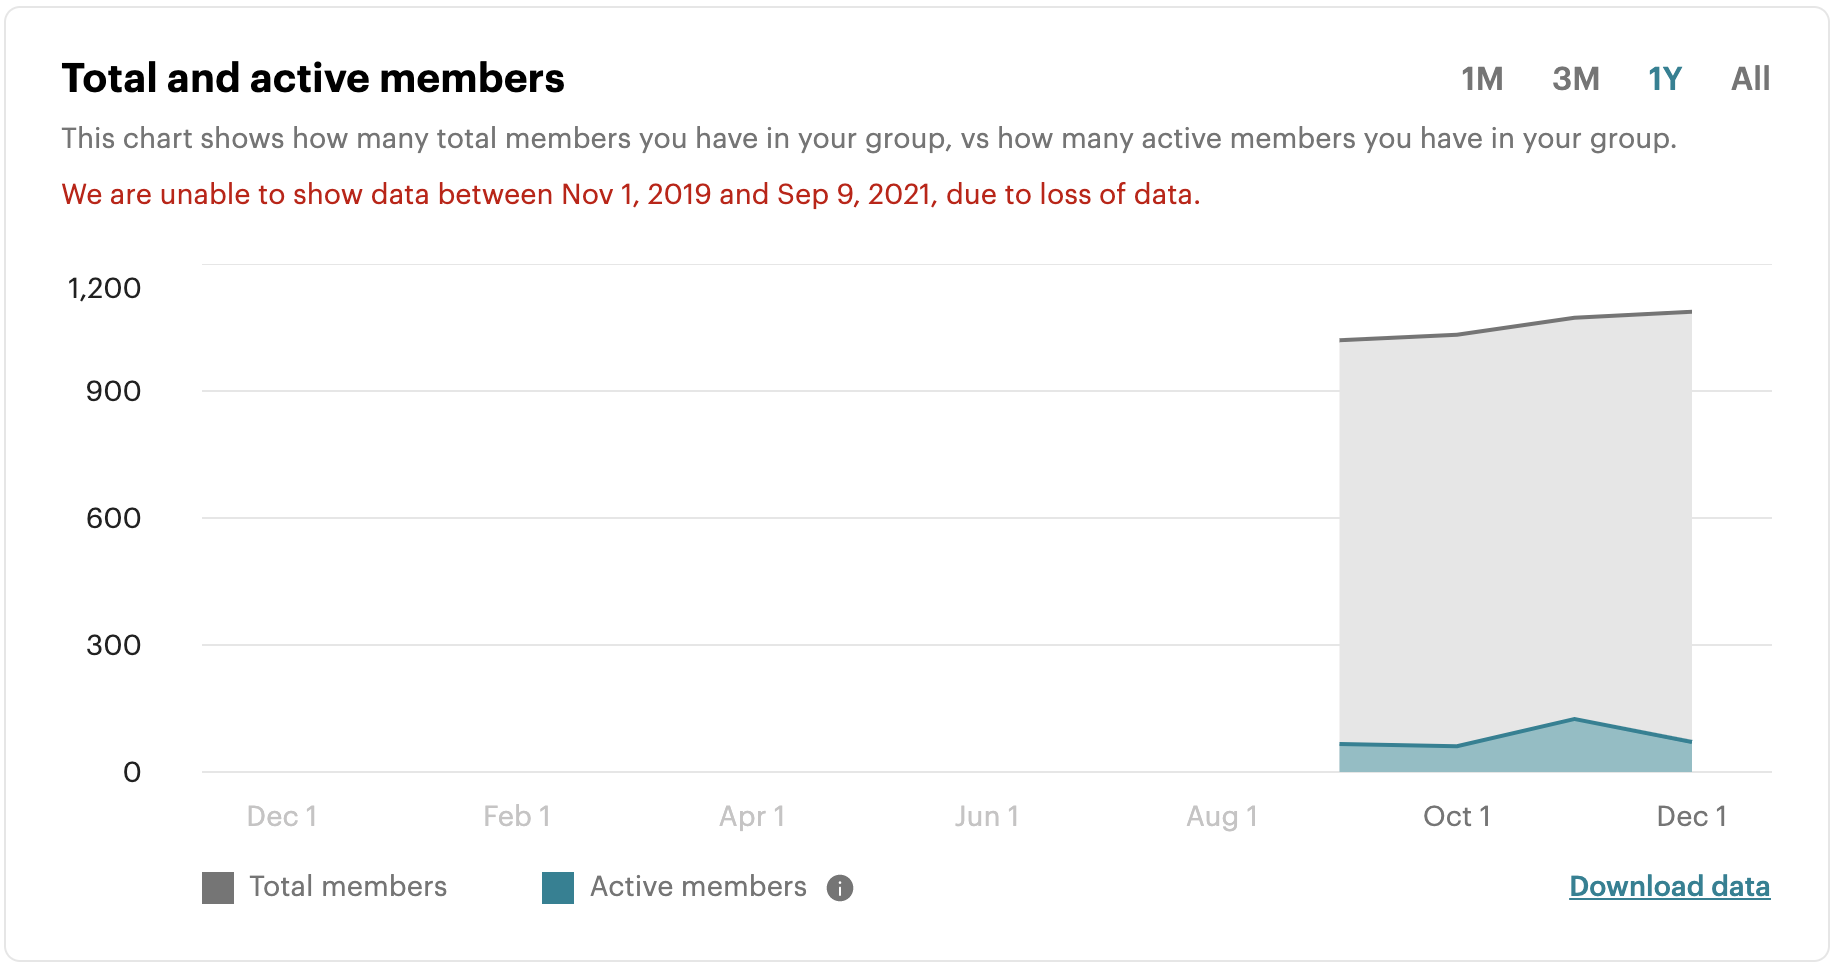 Total and active members
1M 3M 1Y All
This chart shows how many total members you have in your group, vs how many active members you have in your group.
We are unable to show data between Nov 1, 2019 and Sep 9, 2021, due to loss of data.
1,200
900
600
300
0
Dec 1 Feb 1 Apr 1 Jun 1 Aug 1 Oct 1 Dec 1
Total members Active members i Download data